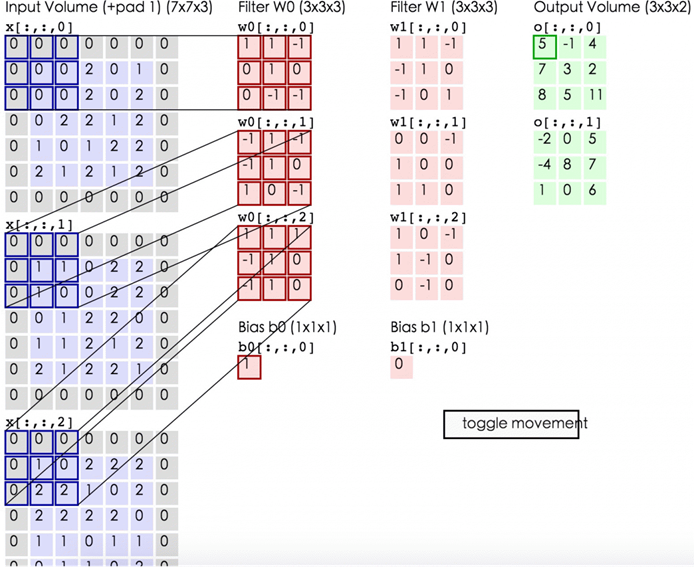 Input Volume (+pad 1) (7x7x3)
x[:,:,0]
0 0 0 0 0 0 0
0 0 0 2 0 1 0
0 0 0 2 0 2 0
0 0 2 2 1 2 0
0 1 0 1 2 2 0
0 2 1 2 1 2 0
0 0 0 0 0 0 0
x[:,:,1]
0 0 0 0 0 0 0
0 1 1 0 2 2 0
0 1 0 0 2 2 0
0 0 1 2 2 0 0
0 1 1 2 1 2 0
0 2 1 2 2 1 0
0 0 0 0 0 0 0
x[:,:,2]
0 0 0 0 0 0 0
0 1 0 2 2 2 0
0 2 2 1 0 2 0
0 2 2 2 2 0 0
0 1 1 0 1 1 0
Filter W0 (3x3x3)
w0[:,:,0]
1 1 -1
0 1 0
0 -1 -1
w0[:,:,1]
-1 1 -1
-1 1 0
1 0 -1
w0[:,:,2]
1 1 1
-1 1 0
-1 1 0
Bias b0 (1x1x1)
b0[:,:,0]
1
Filter W1 (3x3x3)
w1[:,:,0]
1 1 -1
-1 1 0
-1 0 1
w1[:,:,1]
0 0 -1
1 0 0
1 1 0
w1[:,:,2]
1 0 -1
1 -1 0
0 -1 0
Bias b1 (1x1x1)
b1[:,:,0]
0
Output Volume (3x3x2)
o[:,:,0]
5 -1 4
7 3 2
8 5 11
o[:,:,1]
-2 0 5
-4 8 7
1 0 6
toggle movement